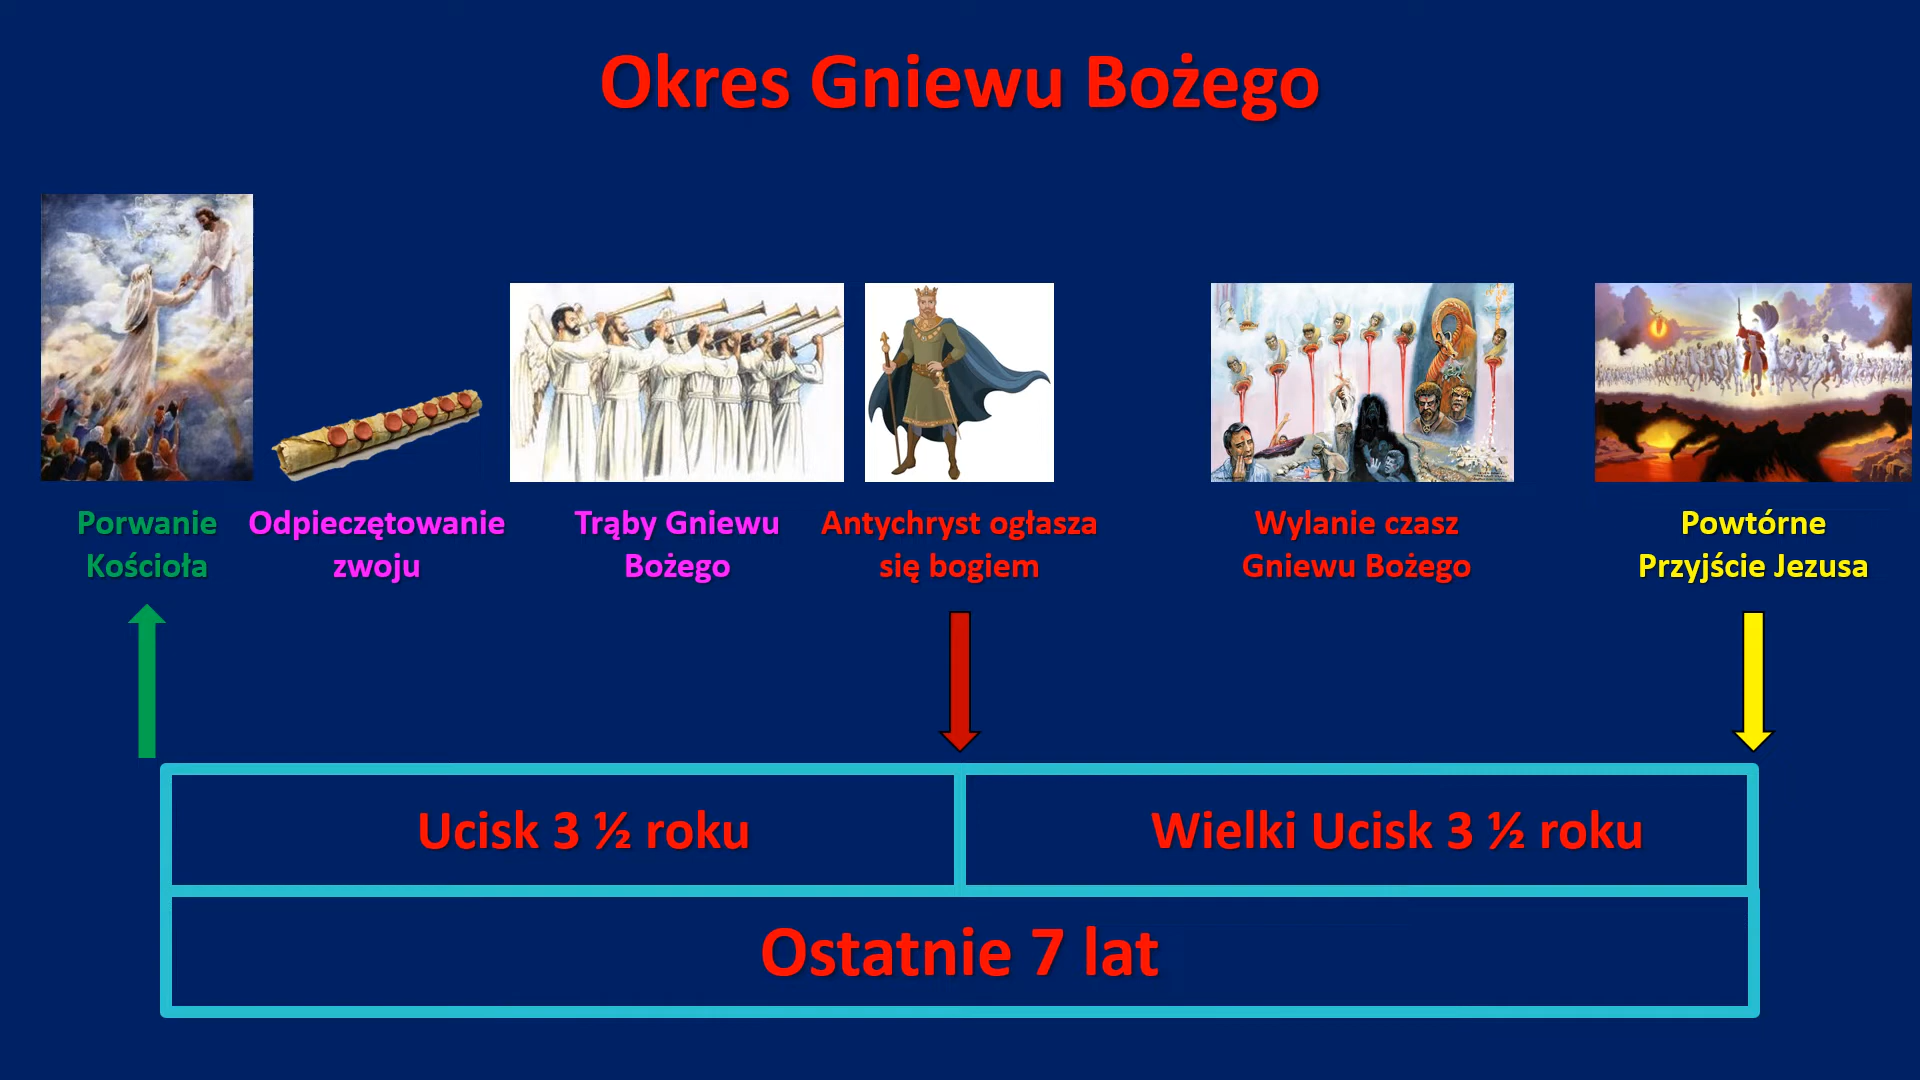 Okres Gniewu Bożego
Porwanie
Kościoła
Odpieczętowanie
zwoju
Trąby Gniewu
Bożego
Antychryst ogłasza
się bogiem
Wylanie czasz
Gniewu Bożego
Powtórne
Przyjście Jezusa
Ucisk 3 ½ roku
Wielki Ucisk 3 ½ roku
Ostatnie 7 lat